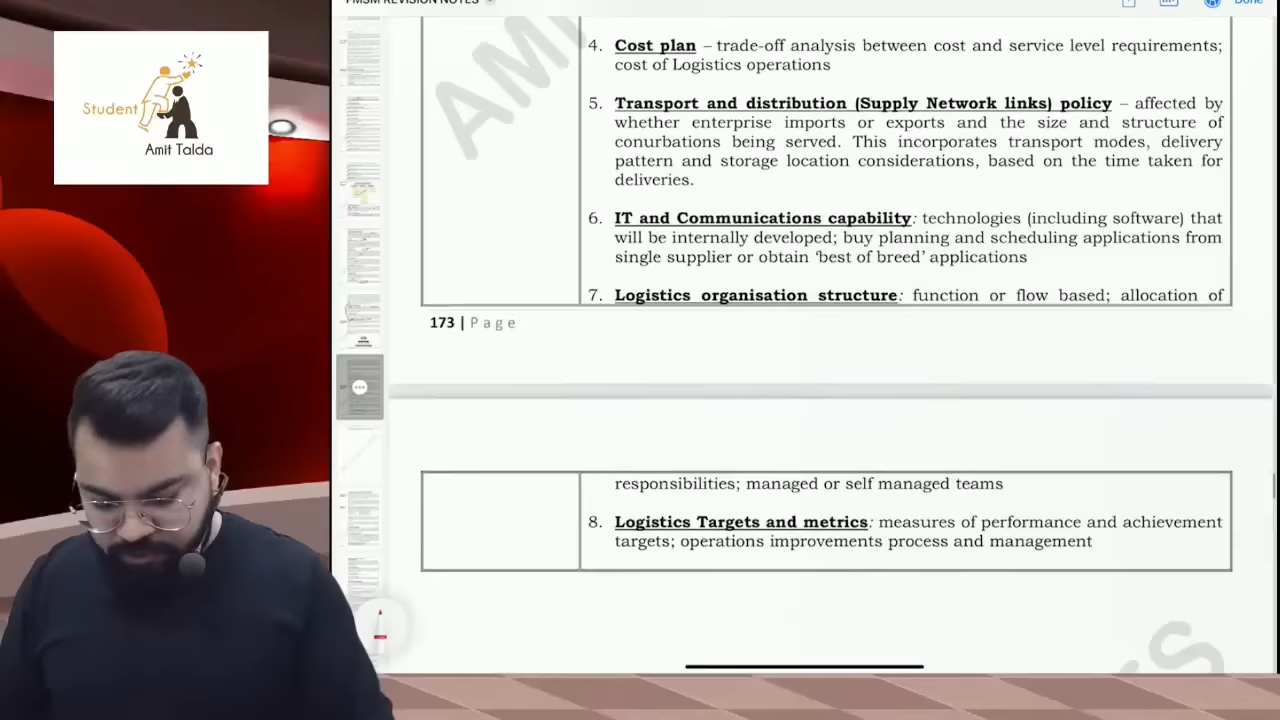 FMSM REVISION NOTES
Done
Student
Amit Talda
4. Cost plan trade-off analysis between cost and service level requirements;
cost of Logistics operations
5. Transport and distribution [Supply Network linkages policy affected by
whether enterprise imports or exports and the and structure of
being This incorporates transport modes, delivery
pattern and storage location considerations, based on the time taken for
deliveries.
6. IT and Communications capability: technologies (including software) that
will be internally developed; buy planning and scheduling applications from
single supplier or obtain ‘best of breed’ applications
7. Logistics organisation structure: function or flow based; allocation of
173 | Page
responsibilities; managed or self managed teams
8. Logistics Targets and metrics measures of performance and achievement
targets; operations improvement process and management